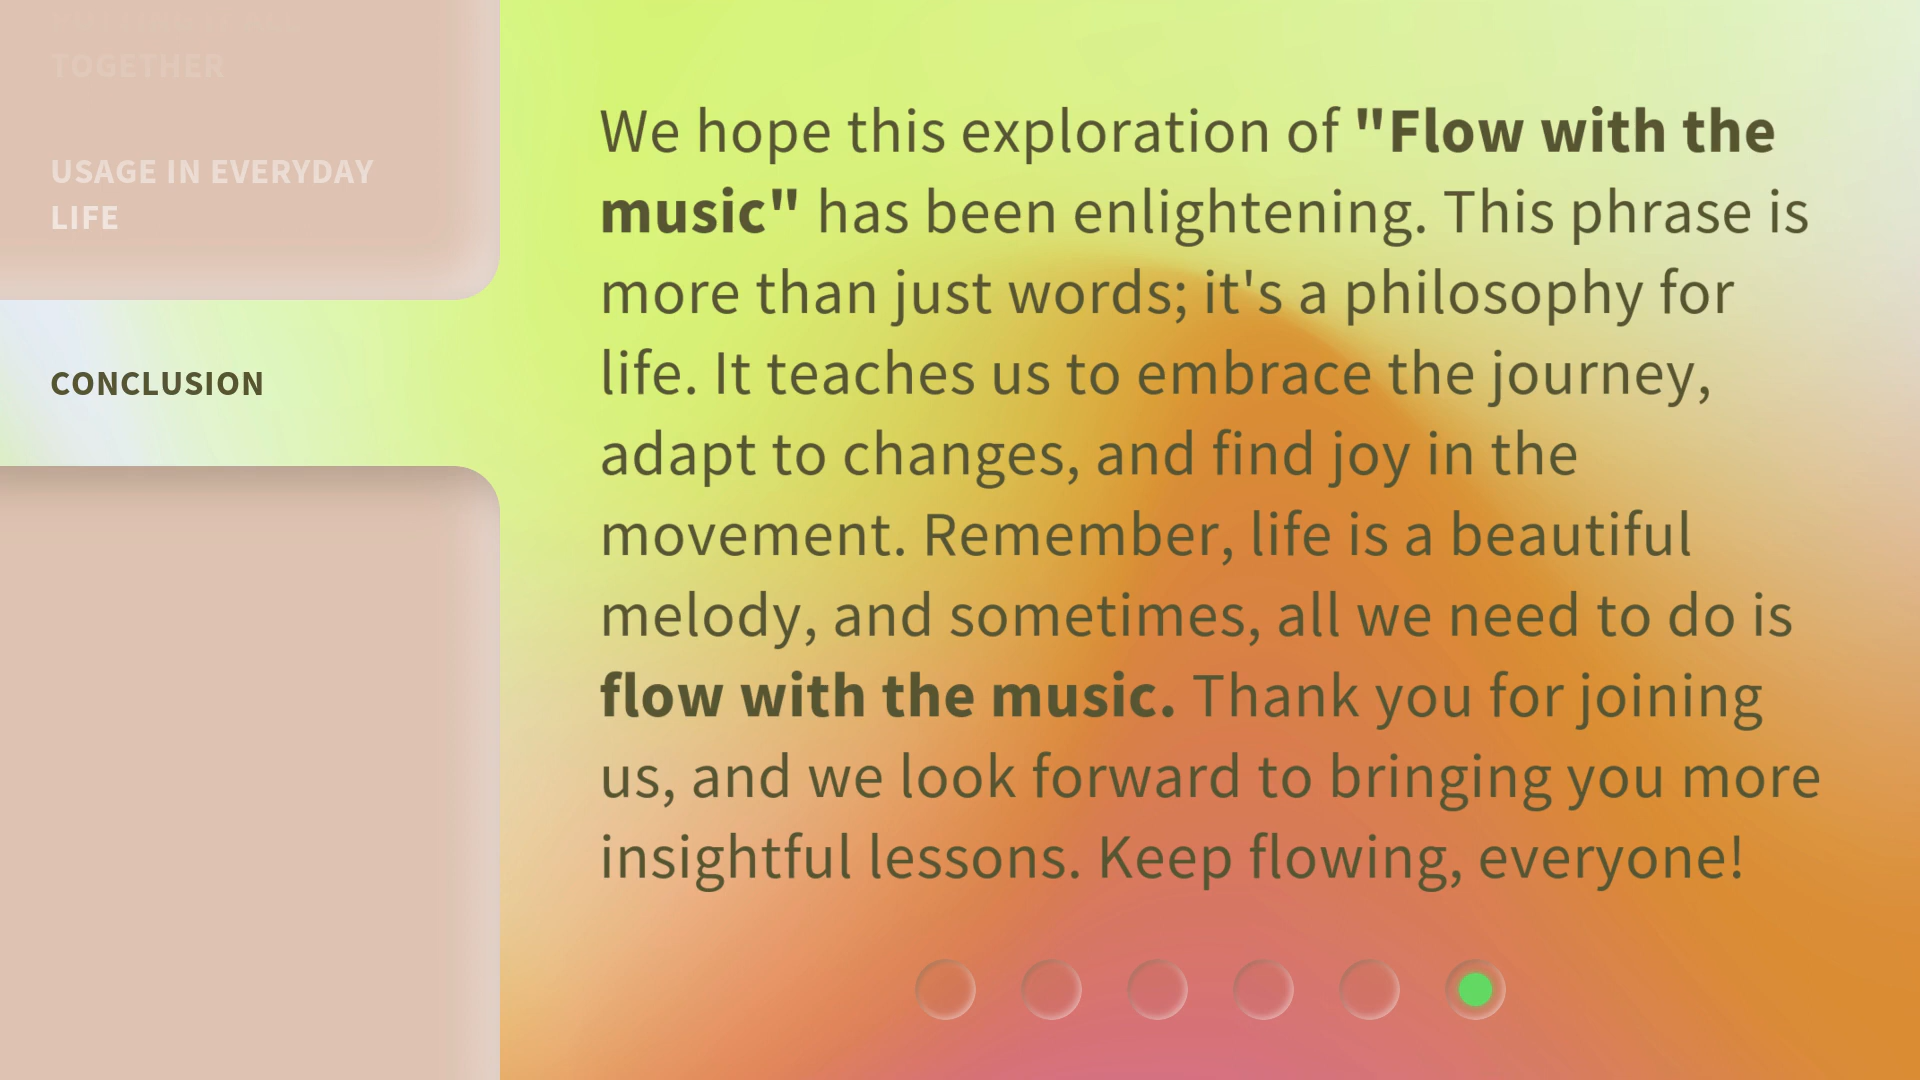 TOGETHER
USAGE IN EVERYDAY
LIFE
CONCLUSION
We hope this exploration of "Flow with the
music" has been enlightening. This phrase is
more than just words; it's a philosophy for
life. It teaches us to embrace the journey,
adapt to changes, and find joy in the
movement. Remember, life is a beautiful
melody, and sometimes, all we need to do is
flow with the music. Thank you for joining
us, and we look forward to bringing you more
insightful lessons. Keep flowing, everyone!